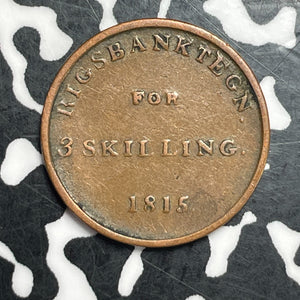 RIGSBANKTEGN.
FOR
3 SKILLING.
1815